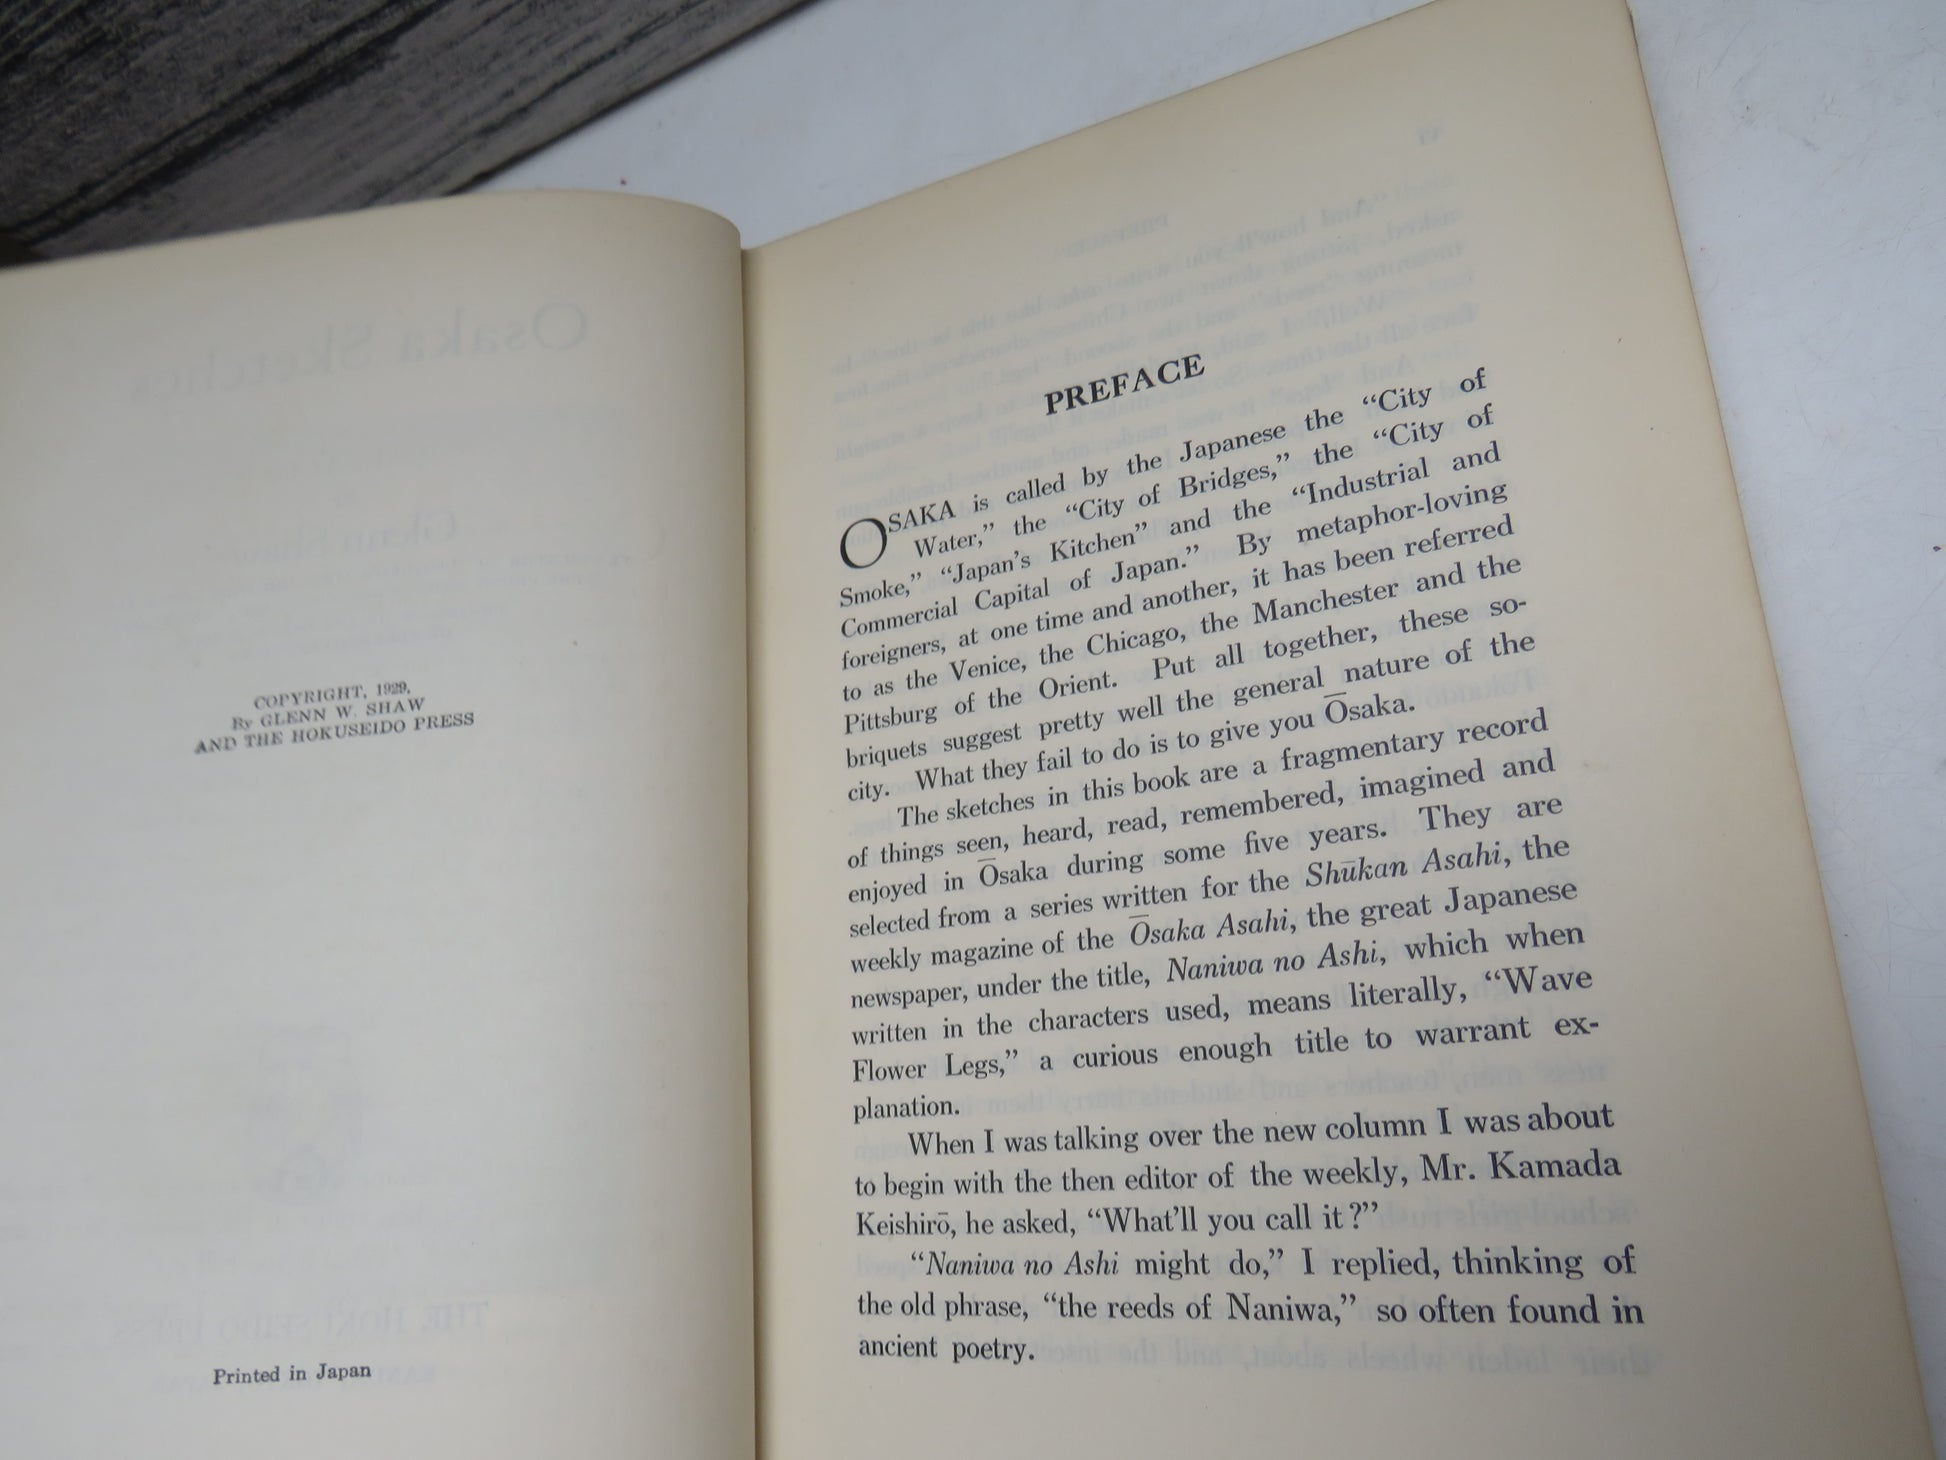 COPYRIGHT, 1929,
By GLENN W. SHAW
AND THE HOKUSEIDO PRESS
Printed in Japan
PREFACE
OSAKA is called by the Japanese the “City of
Water,” the “City of Bridges,” the “City of
Smoke,” “Japan’s Kitchen” and the “Industrial and
Commercial Capital of Japan.” By metaphor-loving
foreigners, at one time and another, it has been referred
to as the Venice, the Chicago, the Manchester and the
Pittsburg of the Orient. Put all together, these so-
briquets suggest pretty well the general nature of the
city. What they fail to do is to give you Ōsaka.
The sketches in this book are a fragmentary record
of things seen, heard, read, remembered, imagined and
enjoyed in Ōsaka during some five years. They are
selected from a series written for the Shūkan Asahi, the
weekly magazine of the Ōsaka Asahi, the great Japanese
newspaper, under the title, Naniwa no Ashi, which when
written in the characters used, means literally, “Wave
Flower Legs,” a curious enough title to warrant ex-
planation.
When I was talking over the new column I was about
to begin with the then editor of the weekly, Mr. Kamada
Keishirō, he asked, “What’ll you call it?”
“Naniwa no Ashi might do,” I replied, thinking of
the old phrase, “the reeds of Naniwa,” so often found in
ancient poetry.